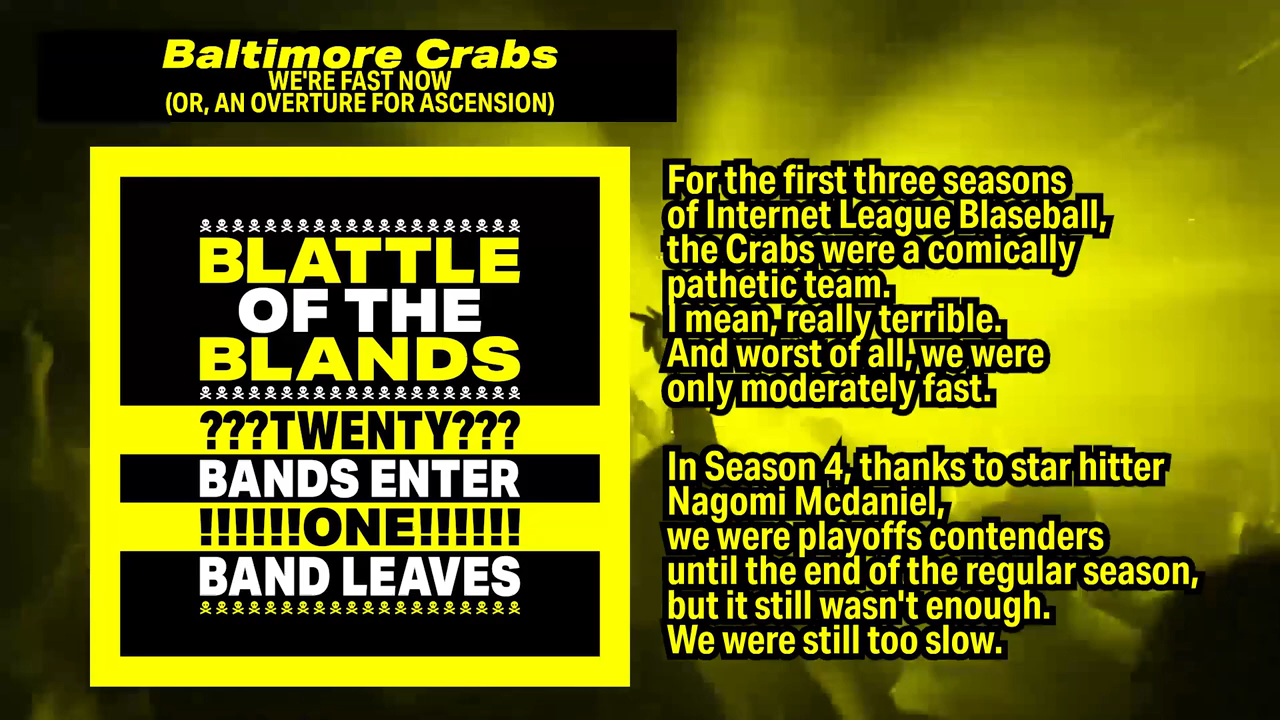 Baltimore Crabs
WE'RE FAST NOW
(OR, AN OVERTURE FOR ASCENSION)
BLATTLE
OF THE
BLANDS
???TWENTY???
BANDS ENTER
!!!!!!ONE!!!!!!
BAND LEAVES
For the first three seasons
of Internet League Blaseball,
the Crabs were a comically
pathetic team.
I mean, really terrible.
And worst of all, we were
only moderately fast.
In Season 4, thanks to star hitter
Nagomi Mcdaniel,
we were playoffs contenders
until the end of the regular season,
but it still wasn't enough.
We were still too slow.